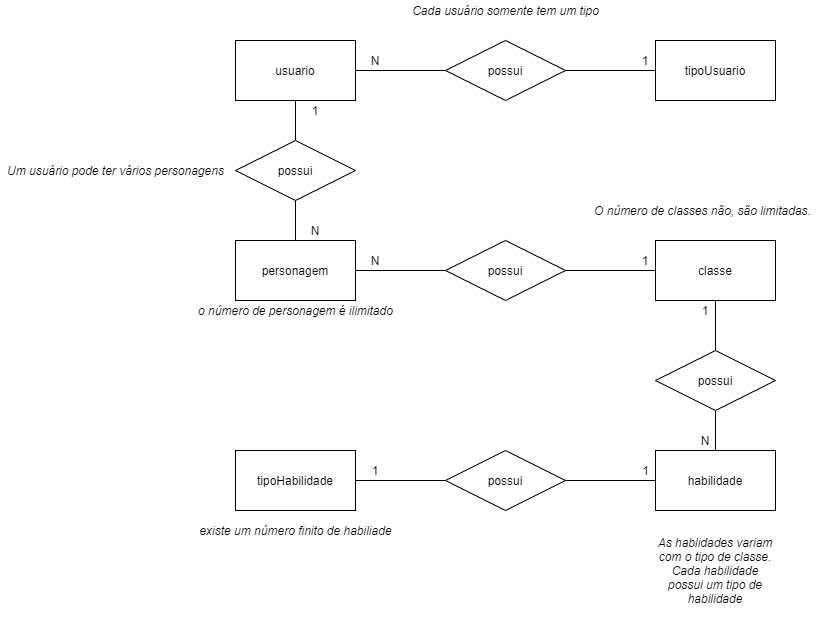 Cada usuário somente tem um tipo
usuario
N
possui
1
tipoUsuario
1
Um usuário pode ter vários personagens
possui
O número de classes não, são limitadas.
N
personagem
N
possui
1
classe
o número de personagem é ilimitado
1
possui
N
tipoHabilidade
1
possui
1
habilidade
existe um número finito de habiliade
As hablidades variam
com o tipo de classe.
Cada habilidade
possui um tipo de
habilidade